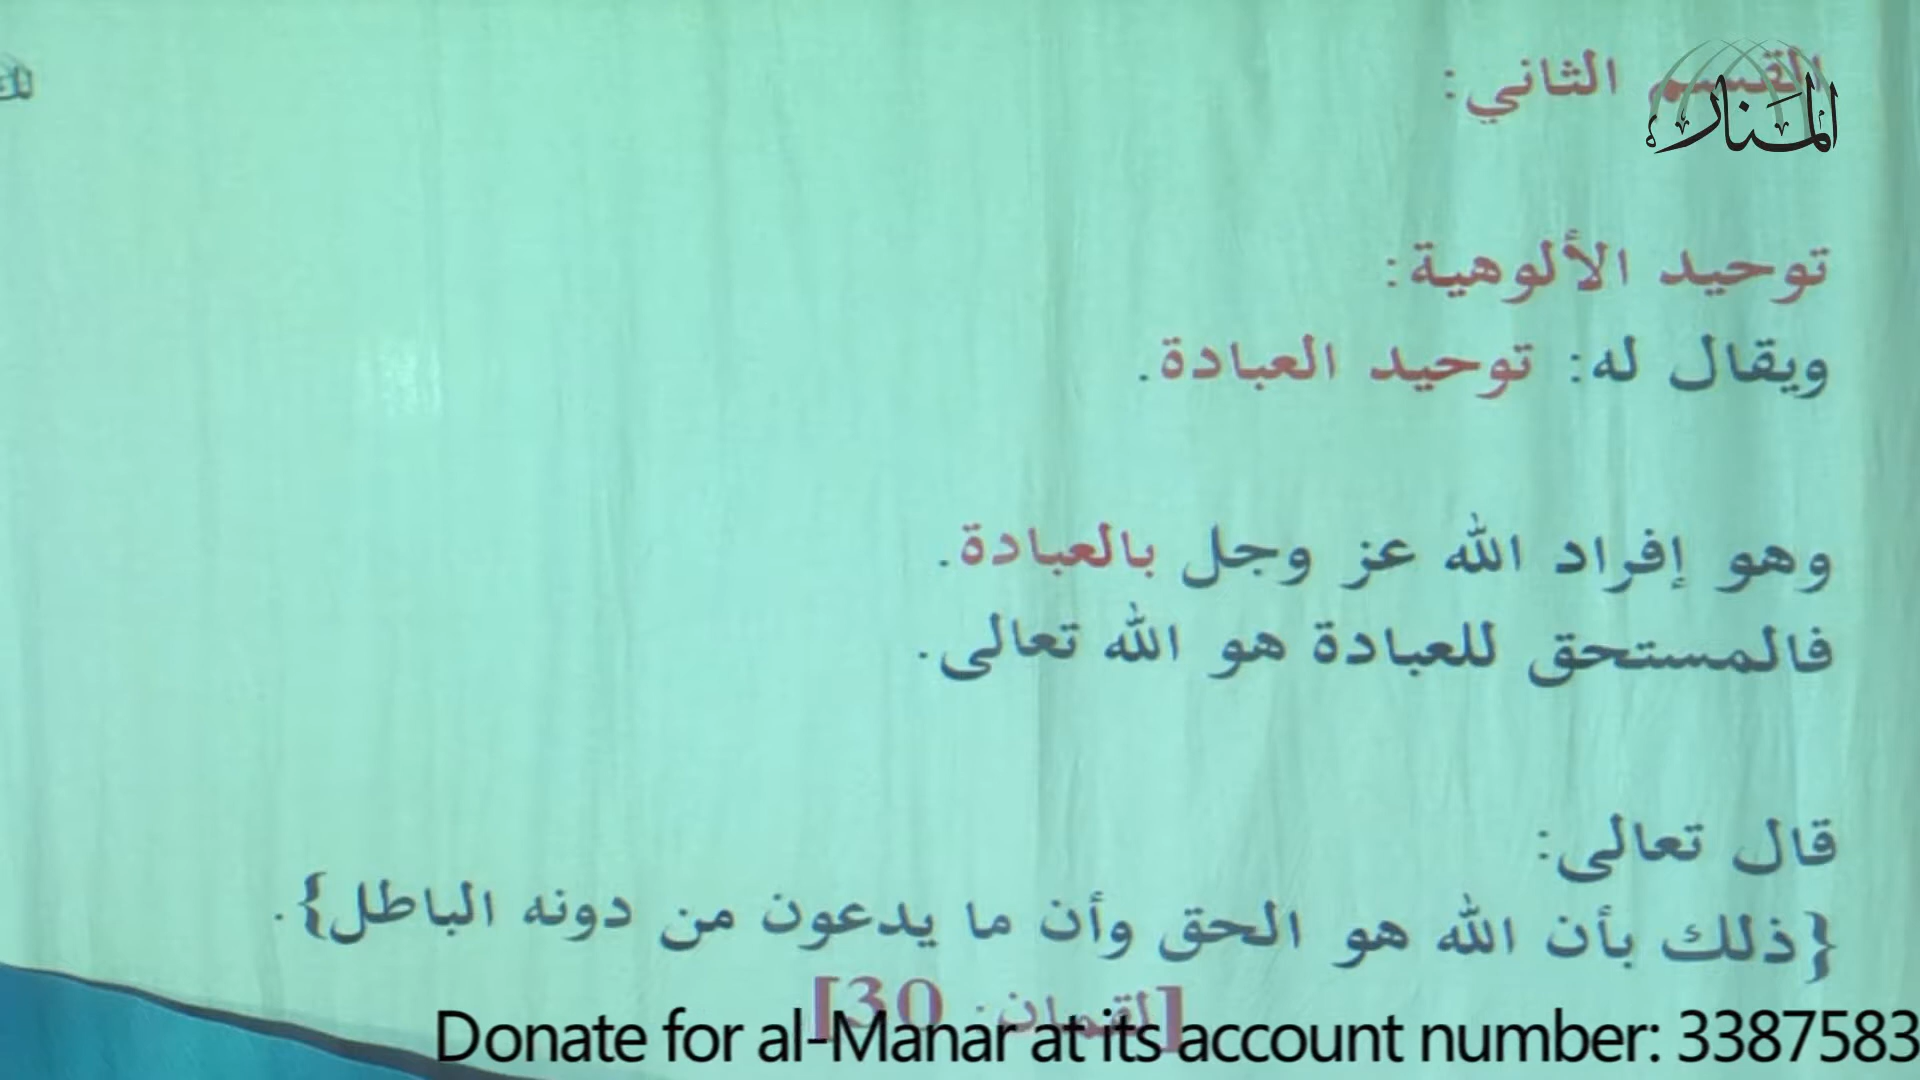 القسم الثاني:
المنار
توحيد الألوهية:
ويقال له: توحيد العبادة.
وهو إفراد الله عز وجل بالعبادة.
فالمستحق للعبادة هو الله تعالى.
قال تعالى:
{ذلك بأن الله هو الحق وأن ما يدعون من دونه الباطل}.
[لقمان: 30]
Donate for al-Manar at its account number: 3387583